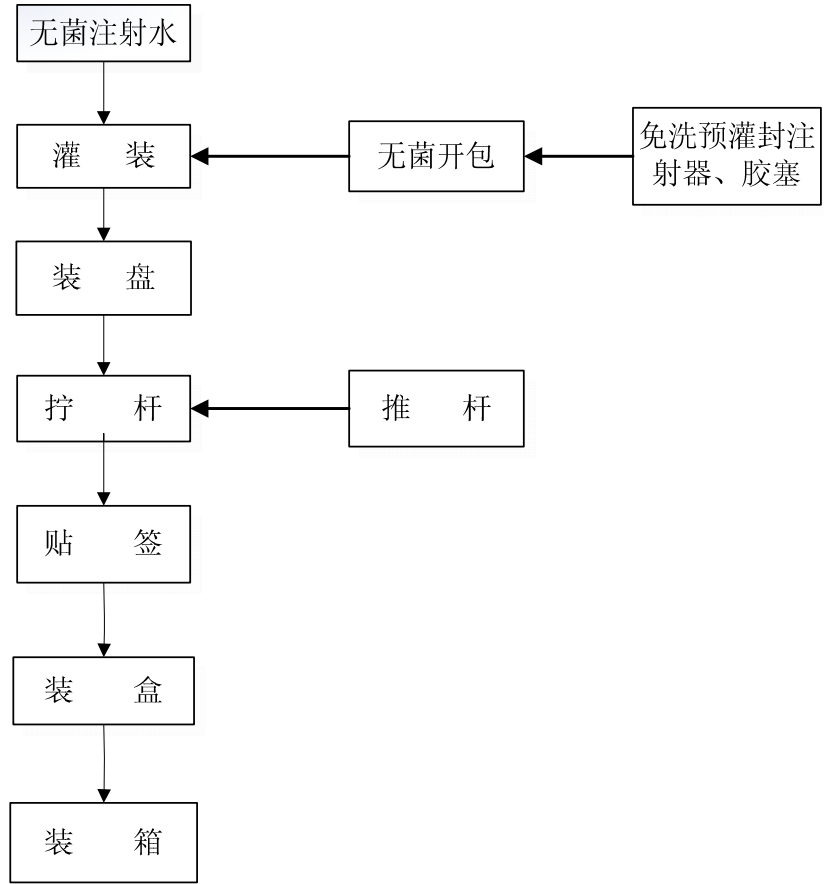 无菌注射水
灌 装
无菌开包
免洗预灌封注
射器、胶塞
装 盘
拧 杆
推 杆
贴 签
装 盒
装 箱